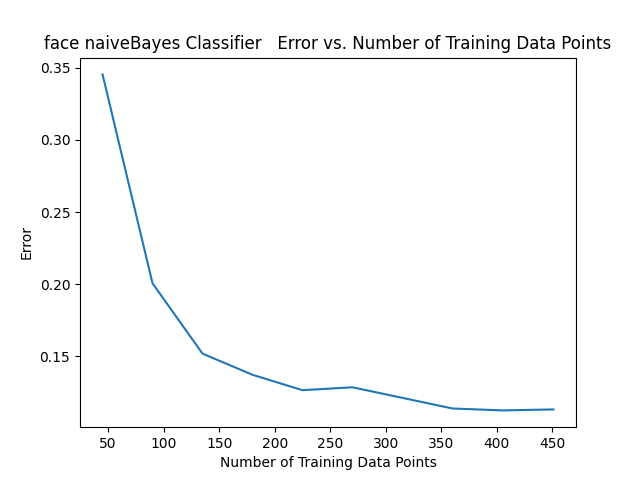 face naiveBayes Classifier   Error vs. Number of Training Data Points
0.35
0.30
0.25
0.20
0.15
Error
50 100 150 200 250 300 350 400 450
Number of Training Data Points